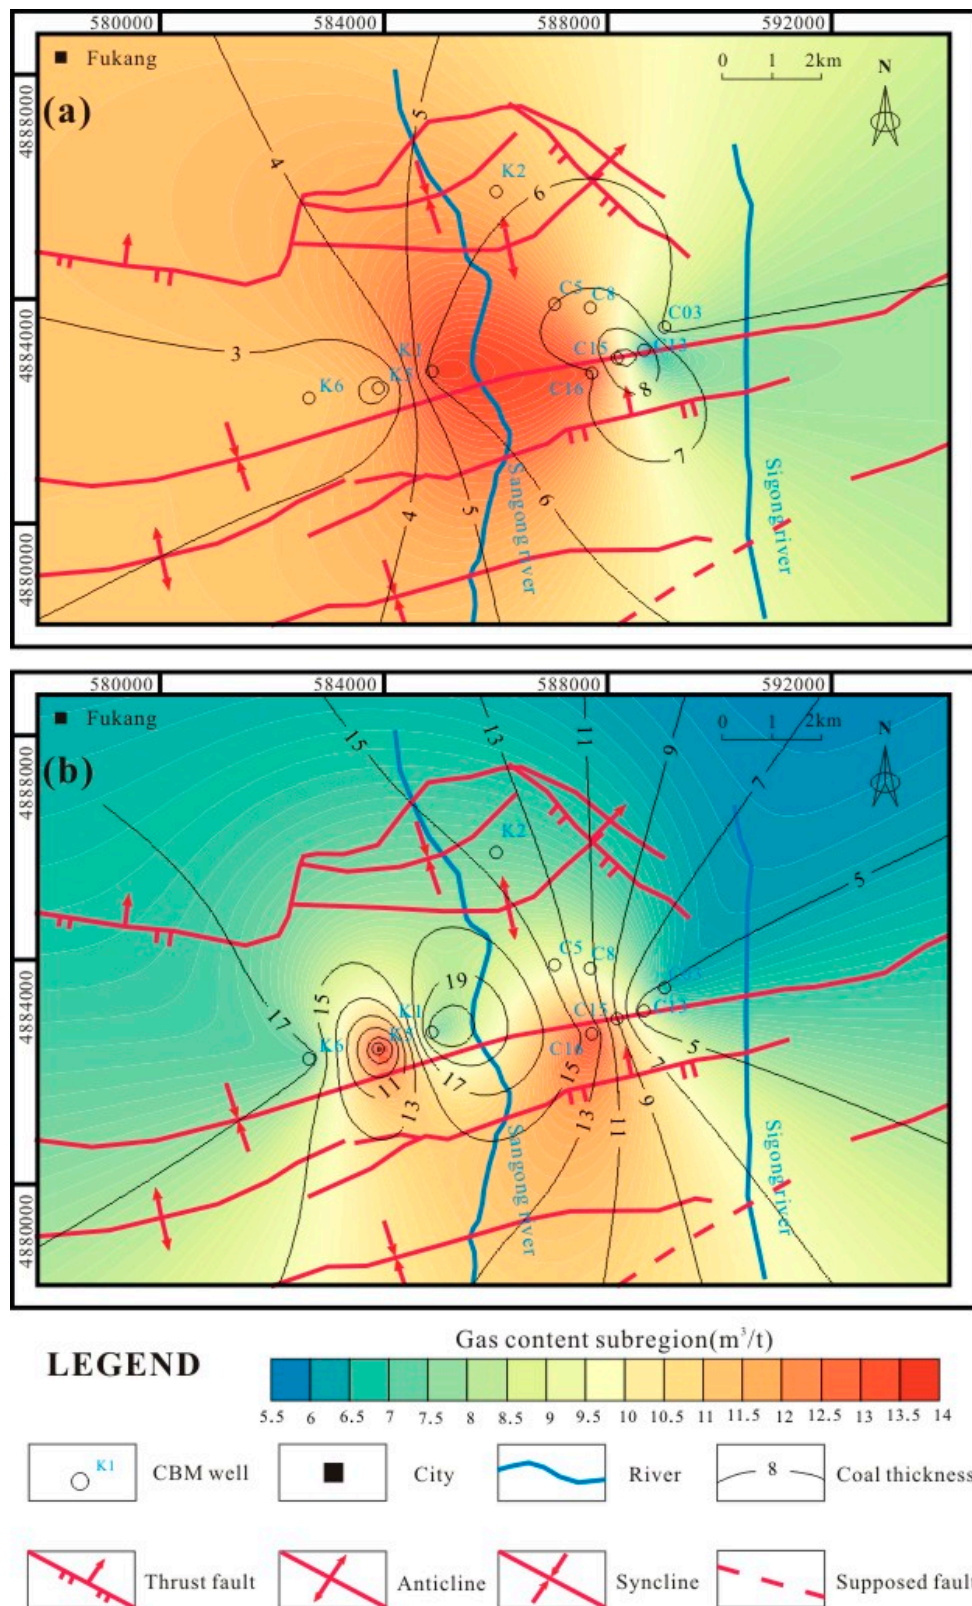 580000 584000 588000 592000
Fukang
0 1 2km
N
(a)
4888000
4884000
4880000
5
4
K2
6
C5 C8
C03
C13
C15
K1
3
K5
K6
C16
8
7
6
4
5
Sangong river
Sigong river
580000 584000 588000 592000
Fukang
0 1 2km
N
(b)
4888000
4884000
4880000
15
13
11
9
7
K2
5
C5 C8
19
15
K1
C15
C13
17
K6
K5
C16
5
11
17
15
7
13
13
11
9
Sangong river
Sigong river
LEGEND
Gas content subregion(m³/t)
5.5 6 6.5 7 7.5 8 8.5 9 9.5 10 10.5 11 11.5 12 12.5 13 13.5 14
K1
CBM well
City
River
8
Coal thickness
Thrust fault
Anticline
Syncline
Supposed fault